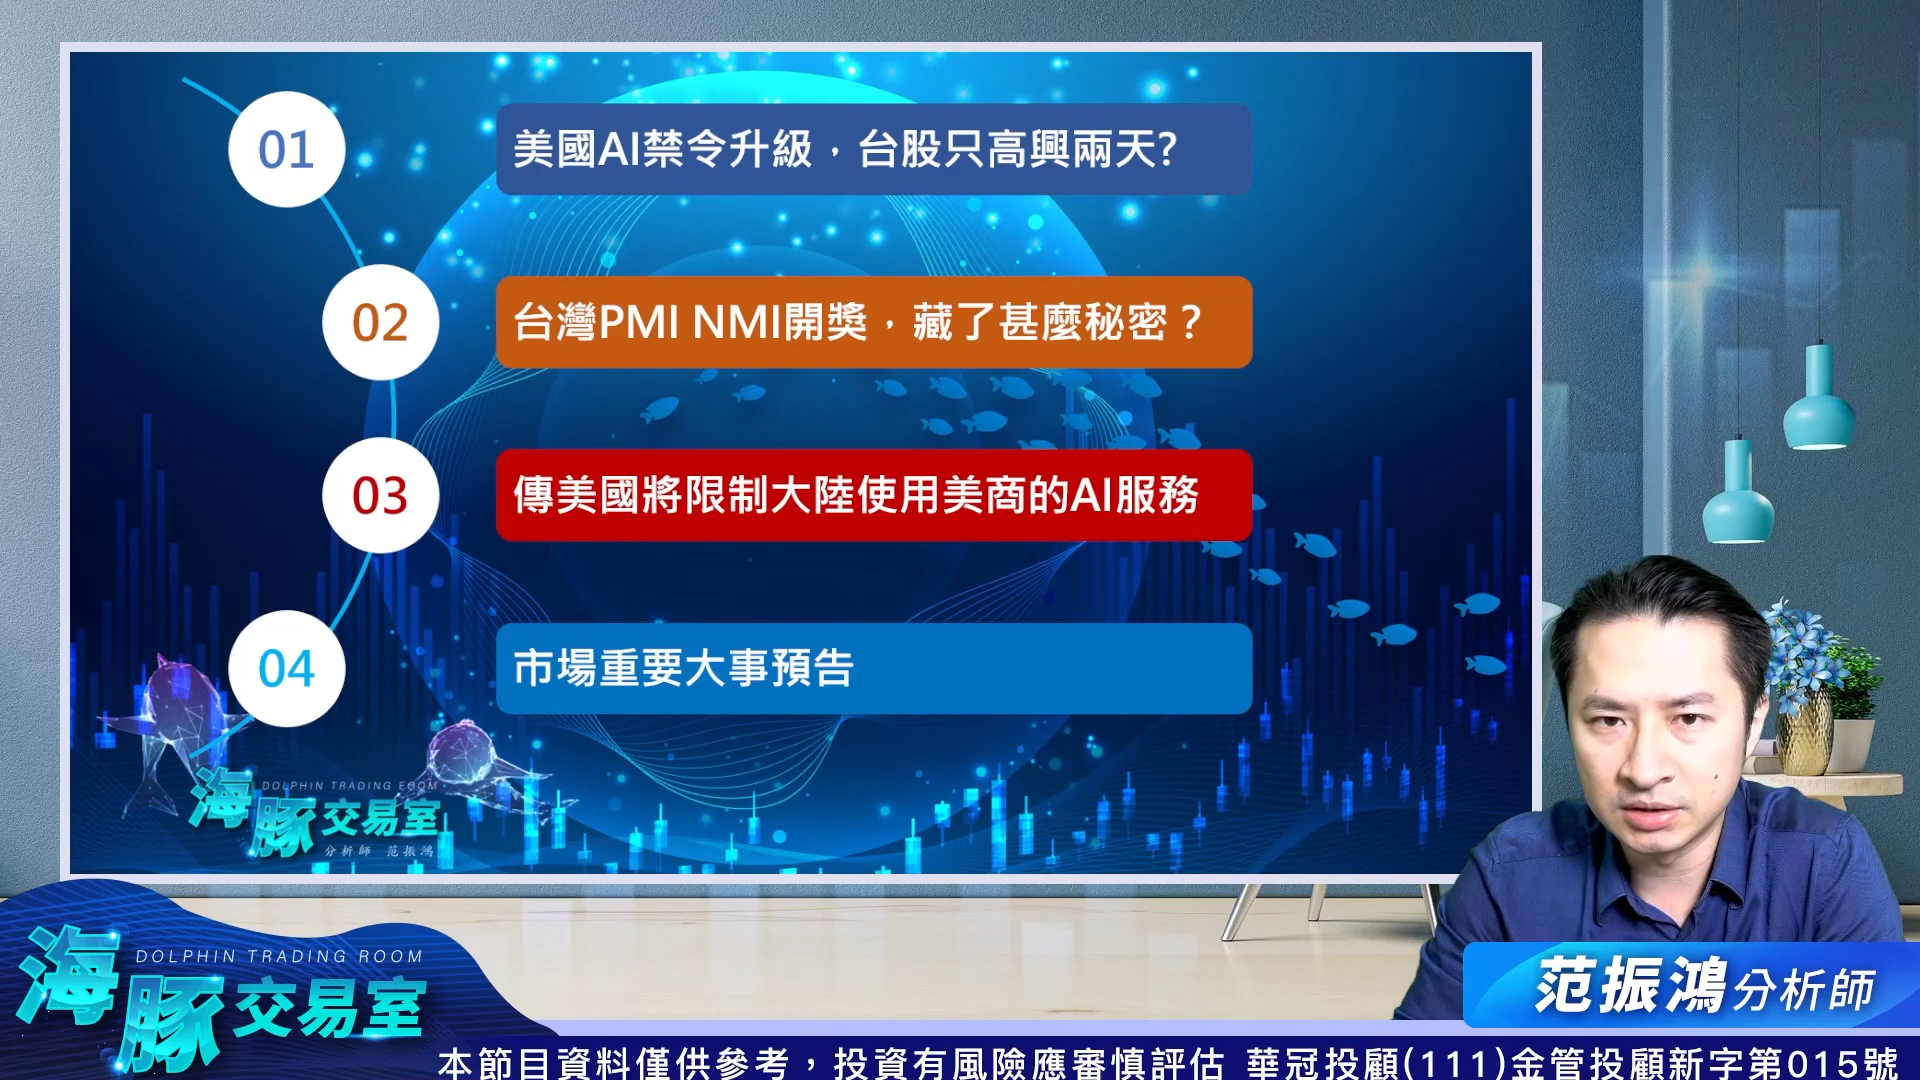 01
美國AI禁令升級，台股只高興兩天?
02
台灣PMI NMI開獎，藏了甚麼秘密？
03
傳美國將限制大陸使用美商的AI服務
04
市場重要大事預告
DOLPHIN TRADING ROOM
海豚交易室
分析師 范振鴻
DOLPHIN TRADING ROOM
海豚交易室
范振鴻分析師
本節目資料僅供參考，投資有風險應審慎評估 華冠投顧(111)金管投顧新字第015號